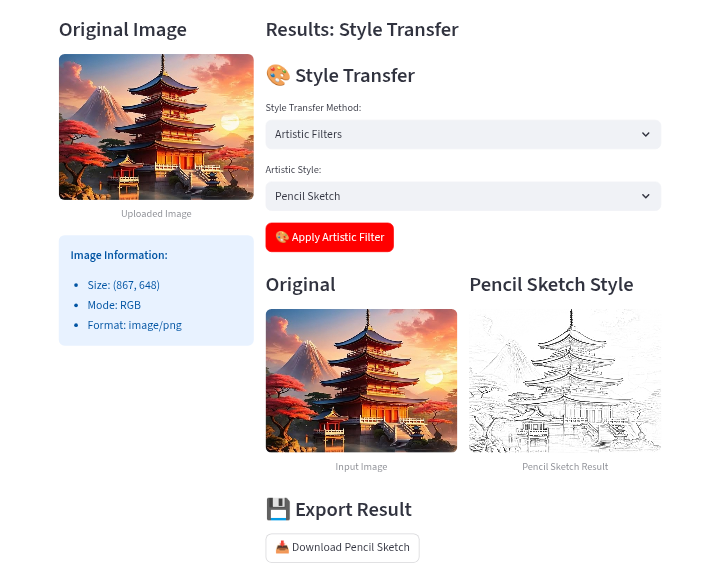 Original Image
Uploaded Image
Image Information:
Size: (867, 648)
Mode: RGB
Format: image/png
Results: Style Transfer
🎨 Style Transfer
Style Transfer Method:
Artistic Filters
Artistic Style:
Pencil Sketch
🎨 Apply Artistic Filter
Original
Input Image
Pencil Sketch Style
Pencil Sketch Result
💾 Export Result
📥 Download Pencil Sketch